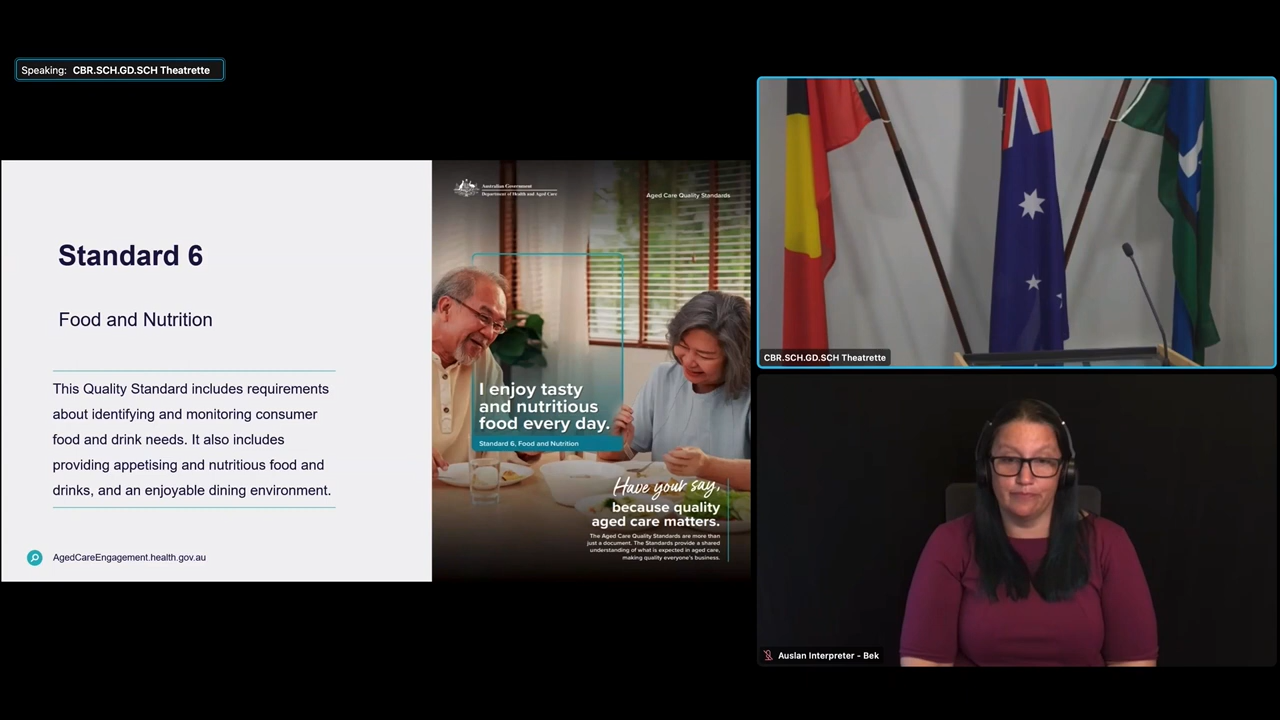 Speaking: CBR.SCH.GD.SCH Theatrette
Standard 6
Food and Nutrition
This Quality Standard includes requirements
about identifying and monitoring consumer
food and drink needs. It also includes
providing appetising and nutritious food and
drinks, and an enjoyable dining environment.
AgedCareEngagement.health.gov.au
Australian Government
Department of Health and Aged Care
Aged Care Quality Standards
I enjoy tasty
and nutritious
food every day.
Standard 6, Food and Nutrition
Have your say,
because quality
aged care matters.
The Aged Care Quality Standards are more than
just a document. The Standards provide a shared
understanding of what is expected in aged care,
making quality everyone's business.
CBR.SCH.GD.SCH Theatrette
Auslan Interpreter - Bek